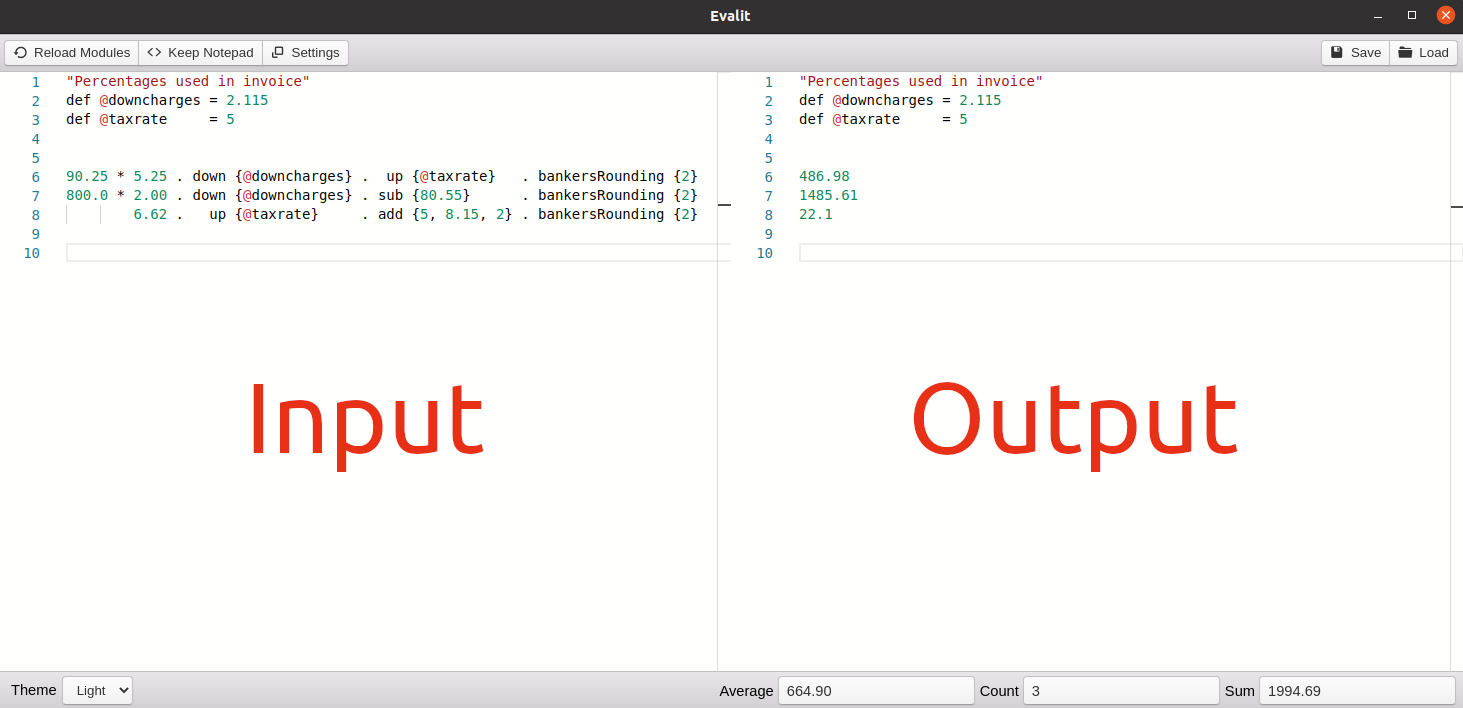 Evalit
Reload Modules <> Keep Notepad Settings Save Load
1 "Percentages used in invoice"
2 def @downcharges = 2.115
3 def @taxrate     = 5
4
5
6 90.25 * 5.25 . down {@downcharges} .  up {@taxrate}   . bankersRounding {2}
7 800.0 * 2.00 . down {@downcharges} . sub {80.55}      . bankersRounding {2}
8         6.62 .   up {@taxrate}     . add {5, 8.15, 2} . bankersRounding {2}
9
10
Input
1 "Percentages used in invoice"
2 def @downcharges = 2.115
3 def @taxrate     = 5
4
5
6 486.98
7 1485.61
8 22.1
9
10
Output
Theme Light Average 664.90 Count 3 Sum 1994.69